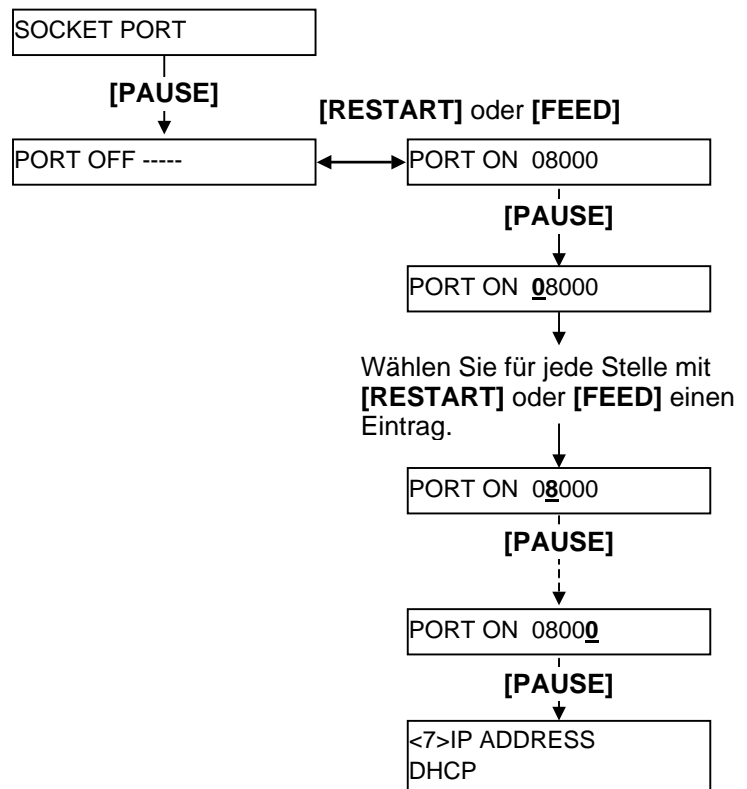 SOCKET PORT
[PAUSE]
[RESTART] oder [FEED]
PORT OFF -----
PORT ON 08000
[PAUSE]
PORT ON 08000
Wählen Sie für jede Stelle mit
[RESTART] oder [FEED] einen
Eintrag.
PORT ON 08000
[PAUSE]
PORT ON 08000
[PAUSE]
<7>IP ADDRESS
DHCP